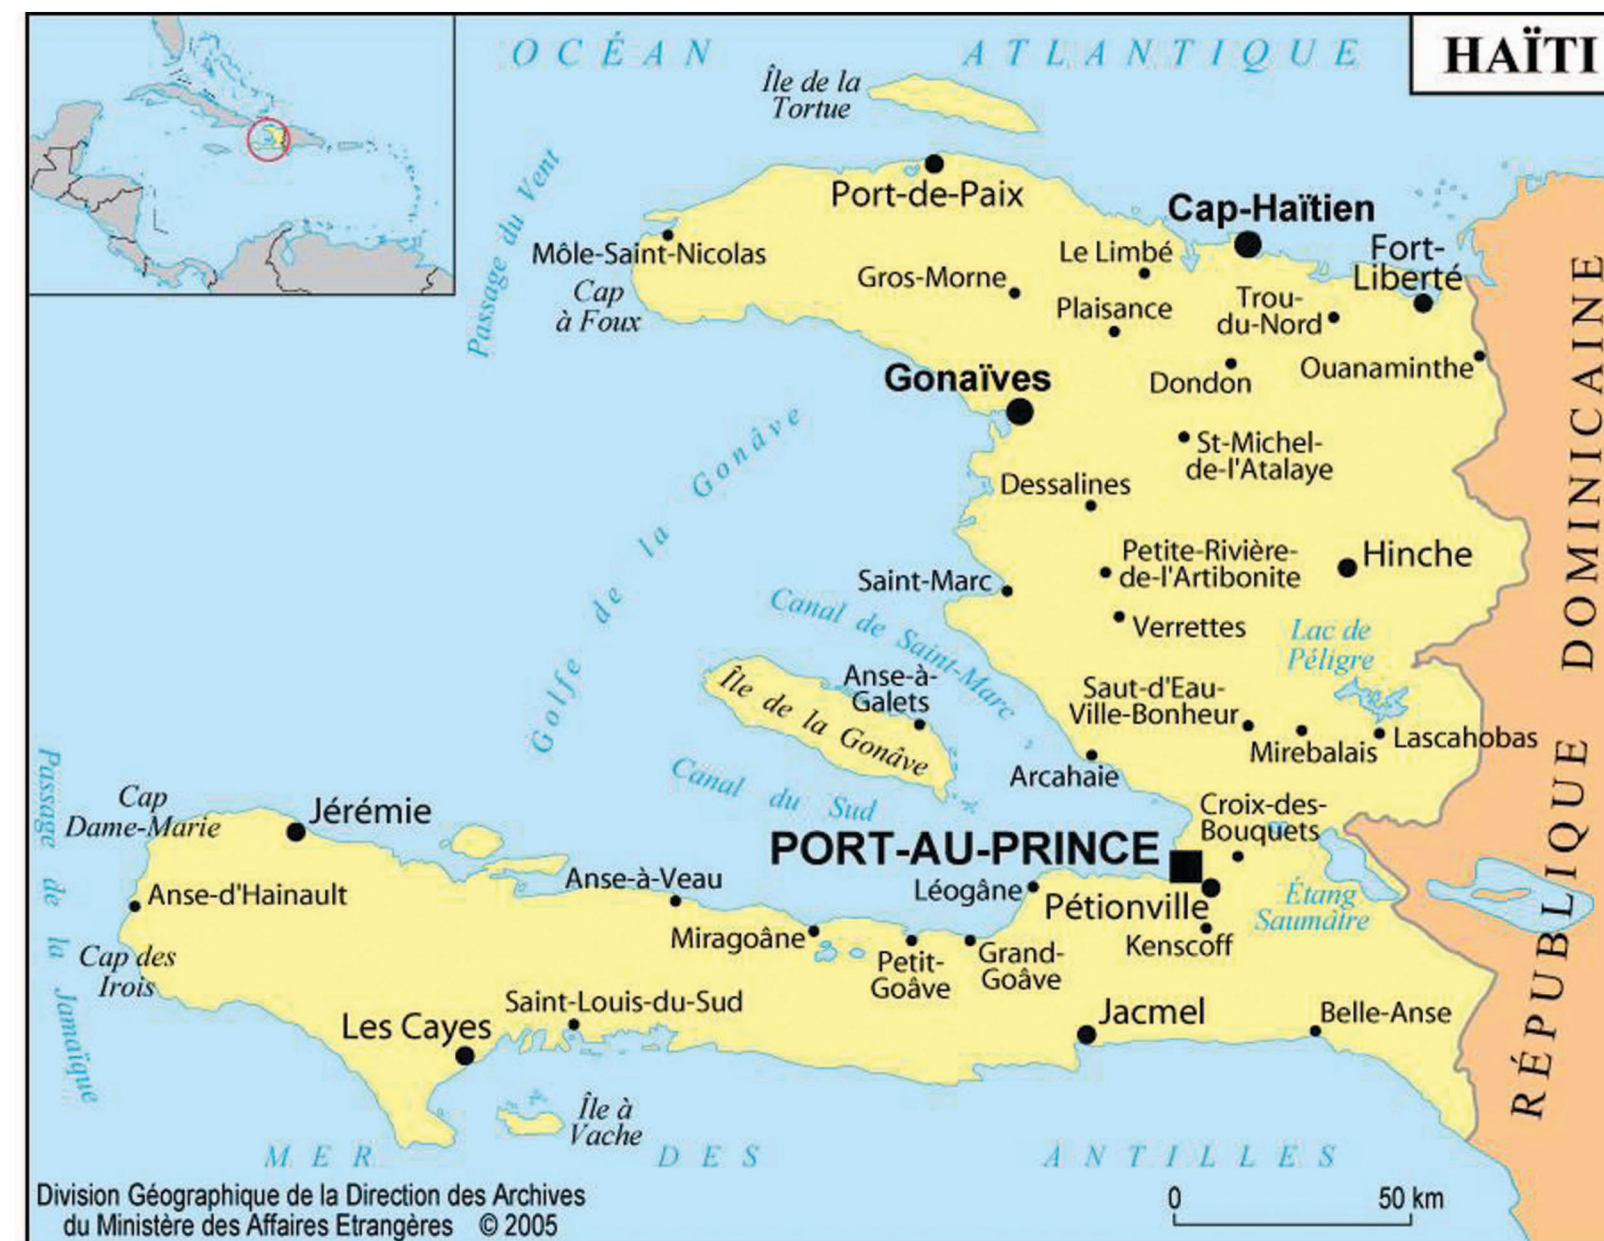 OCÉAN ATLANTIQUE
HAÏTI
Île de la
Tortue
Passage du Vent
Port-de-Paix
Cap-Haïtien
Môle-Saint-Nicolas
Le Limbé
Fort-
Liberté
Gros-Morne
Cap
à Foux
Plaisance
Trou-
du-Nord
Ouanaminthe
Gonaïves
Dondon
St-Michel-
de-l'Atalaye
Dessalines
Golfe de la Gonâve
Petite-Rivière-
de-l'Artibonite
Hinche
Saint-Marc
Canal de Saint-Marc
Verrettes
Lac de
Péligre
Anse-à-
Galets
Île de la Gonâve
Saut-d'Eau-
Ville-Bonheur
Mirebalais
Lascahobas
Arcahaie
Canal du Sud
RÉPUBLIQUE DOMINICAINE
Passage de la Jamaïque
Cap
Dame-Marie
Jérémie
Croix-des-
Bouquets
PORT-AU-PRINCE
Anse-à-Veau
Léogâne
Pétionville
Étang
Saumâtre
Anse-d'Hainault
Miragoâne
Kenscoff
Petit-
Goâve
Grand-
Goâve
Cap des
Irois
Saint-Louis-du-Sud
Les Cayes
Jacmel
Belle-Anse
Île à
Vache
MER DES ANTILLES
Division Géographique de la Direction des Archives
du Ministère des Affaires Etrangères © 2005
0 50 km